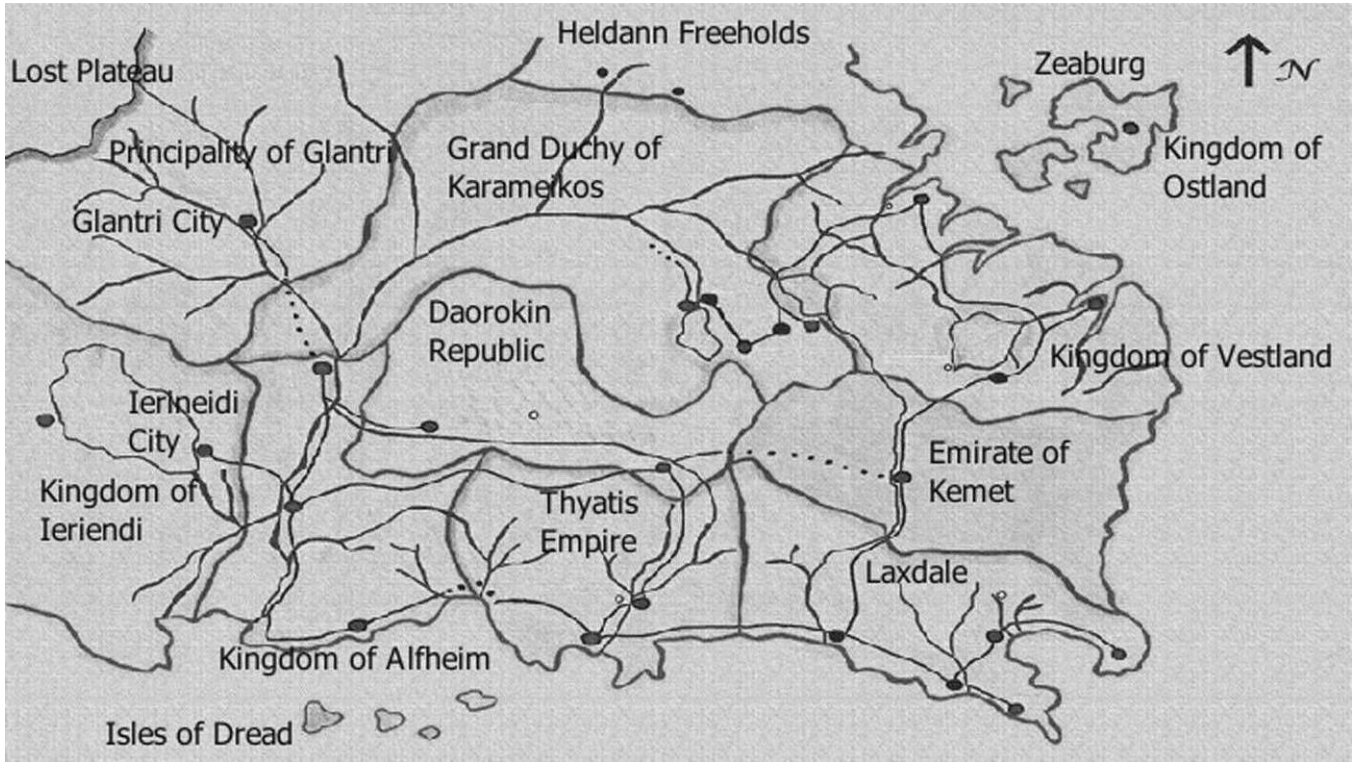 Heldann Freeholds
Lost Plateau
Zeaburg
N
Principality of Glantri
Grand Duchy of
Karameikos
Kingdom of
Ostland
Glantri City
Daorokin
Republic
Kingdom of Vestland
Ierineidi
City
Emirate of
Kemet
Kingdom of
Ieriendi
Thyatis
Empire
Laxdale
Kingdom of Alfheim
Isles of Dread